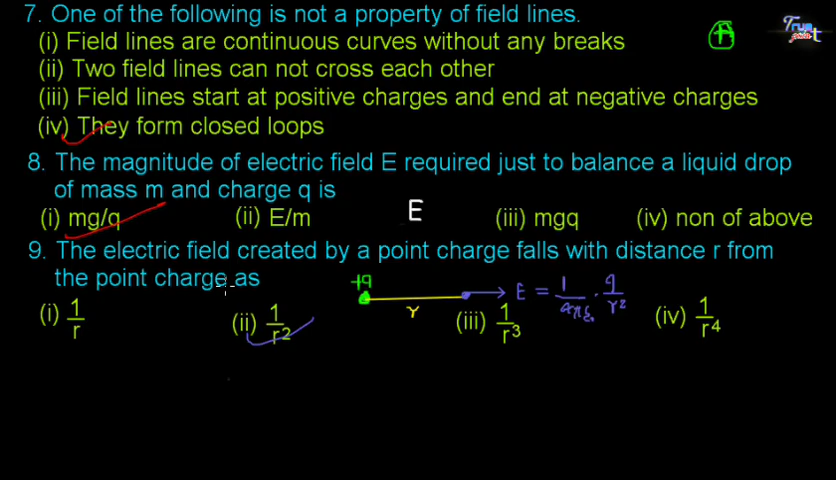 7. One of the following is not a property of field lines.
(i) Field lines are continuous curves without any breaks
(ii) Two field lines can not cross each other
(iii) Field lines start at positive charges and end at negative charges
(iv) They form closed loops
8. The magnitude of electric field E required just to balance a liquid drop
of mass m and charge q is
(i) mg/q (ii) E/m E (iii) mgq (iv) non of above
9. The electric field created by a point charge falls with distance r from
the point charge as
+q r E = 1/4πε₀ · q/r²
(i) 1/r (ii) 1/r² (iii) 1/r³ (iv) 1/r⁴